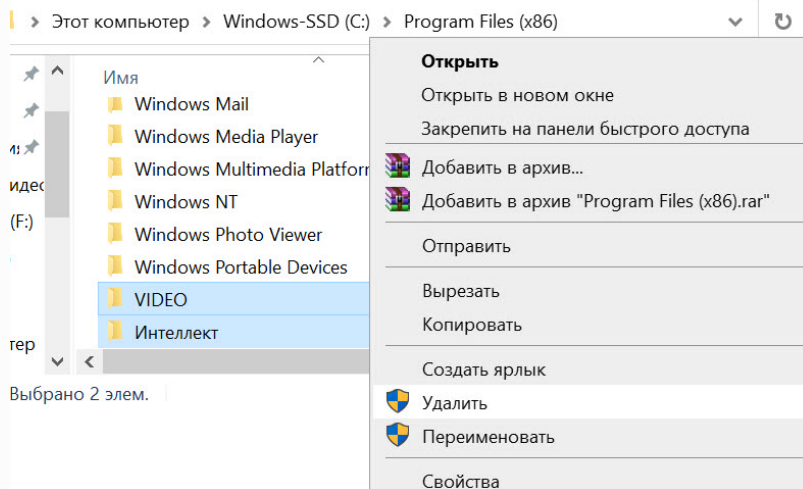 Этот компьютер > Windows-SSD (C:) > Program Files (x86)
Имя
Windows Mail
Windows Media Player
Windows Multimedia Platfor
Windows NT
(F:)
Windows Photo Viewer
Windows Portable Devices
VIDEO
Интеллект
тер
Выбрано 2 элем.
Открыть
Открыть в новом окне
Закрепить на панели быстрого доступа
Добавить в архив...
Добавить в архив "Program Files (x86).rar"
Отправить
Вырезать
Копировать
Создать ярлык
Удалить
Переименовать
Свойства